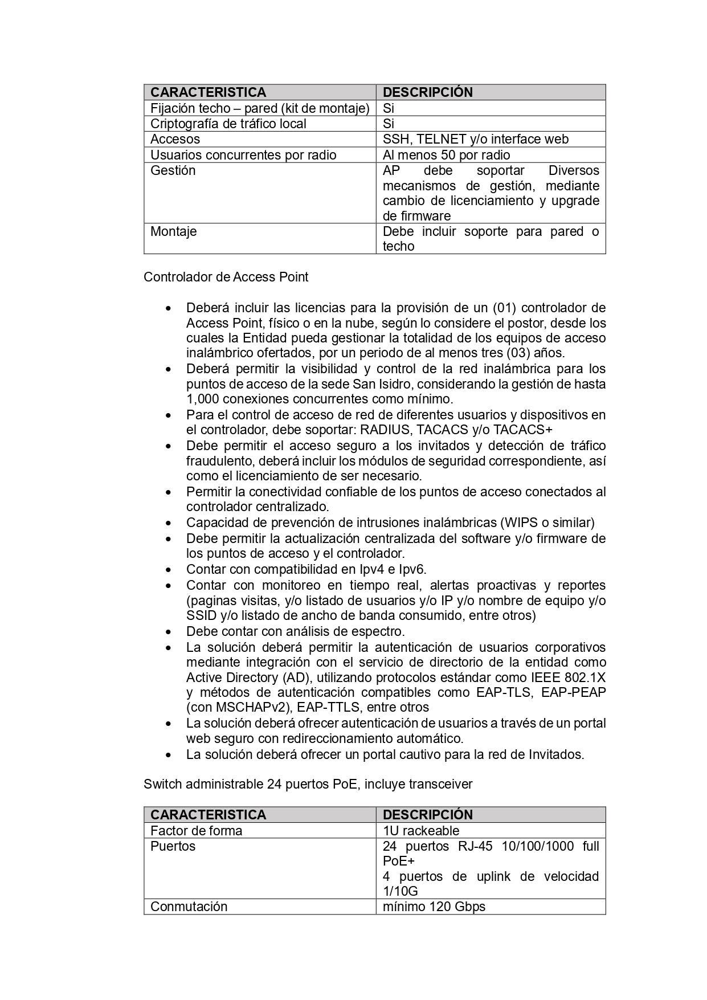 CARACTERISTICA DESCRIPCIÓN
Fijación techo – pared (kit de montaje) Si
Criptografía de tráfico local Si
Accesos SSH, TELNET y/o interface web
Usuarios concurrentes por radio Al menos 50 por radio
Gestión AP debe soportar Diversos
mecanismos de gestión, mediante
cambio de licenciamiento y upgrade
de firmware
Montaje Debe incluir soporte para pared o
techo
Controlador de Access Point
• Deberá incluir las licencias para la provisión de un (01) controlador de
Access Point, físico o en la nube, según lo considere el postor, desde los
cuales la Entidad pueda gestionar la totalidad de los equipos de acceso
inalámbrico ofertados, por un periodo de al menos tres (03) años.
• Deberá permitir la visibilidad y control de la red inalámbrica para los
puntos de acceso de la sede San Isidro, considerando la gestión de hasta
1,000 conexiones concurrentes como mínimo.
• Para el control de acceso de red de diferentes usuarios y dispositivos en
el controlador, debe soportar: RADIUS, TACACS y/o TACACS+
• Debe permitir el acceso seguro a los invitados y detección de tráfico
fraudulento, deberá incluir los módulos de seguridad correspondiente, así
como el licenciamiento de ser necesario.
• Permitir la conectividad confiable de los puntos de acceso conectados al
controlador centralizado.
• Capacidad de prevención de intrusiones inalámbricas (WIPS o similar)
• Debe permitir la actualización centralizada del software y/o firmware de
los puntos de acceso y el controlador.
• Contar con compatibilidad en Ipv4 e Ipv6.
• Contar con monitoreo en tiempo real, alertas proactivas y reportes
(paginas visitas, y/o listado de usuarios y/o IP y/o nombre de equipo y/o
SSID y/o listado de ancho de banda consumido, entre otros)
• Debe contar con análisis de espectro.
• La solución deberá permitir la autenticación de usuarios corporativos
mediante integración con el servicio de directorio de la entidad como
Active Directory (AD), utilizando protocolos estándar como IEEE 802.1X
y métodos de autenticación compatibles como EAP-TLS, EAP-PEAP
(con MSCHAPv2), EAP-TTLS, entre otros
• La solución deberá ofrecer autenticación de usuarios a través de un portal
web seguro con redireccionamiento automático.
• La solución deberá ofrecer un portal cautivo para la red de Invitados.
Switch administrable 24 puertos PoE, incluye transceiver
CARACTERISTICA DESCRIPCIÓN
Factor de forma 1U rackeable
Puertos 24 puertos RJ-45 10/100/1000 full
PoE+
4 puertos de uplink de velocidad
1/10G
Conmutación mínimo 120 Gbps